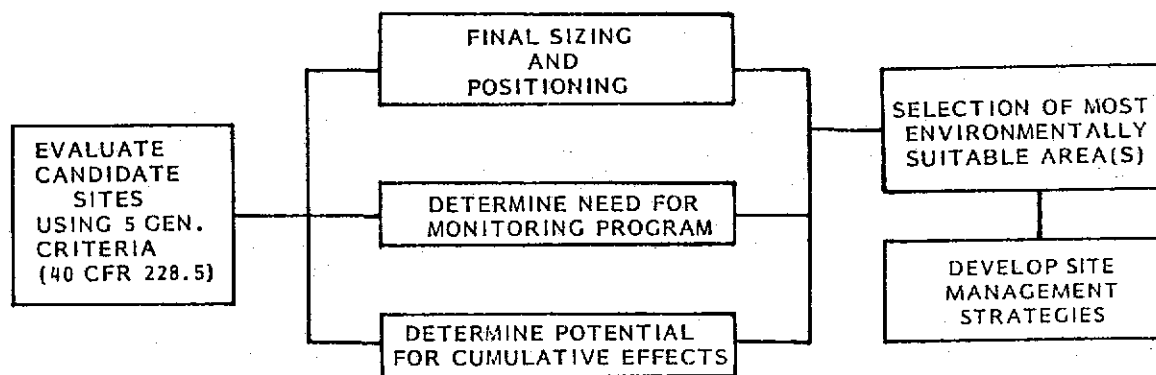 EVALUATE
CANDIDATE
SITES
USING 5 GEN.
CRITERIA
(40 CFR 228.5)
FINAL SIZING
AND
POSITIONING
DETERMINE NEED FOR
MONITORING PROGRAM
DETERMINE POTENTIAL
FOR CUMULATIVE EFFECTS
SELECTION OF MOST
ENVIRONMENTALLY
SUITABLE AREA(S)
DEVELOP SITE
MANAGEMENT
STRATEGIES